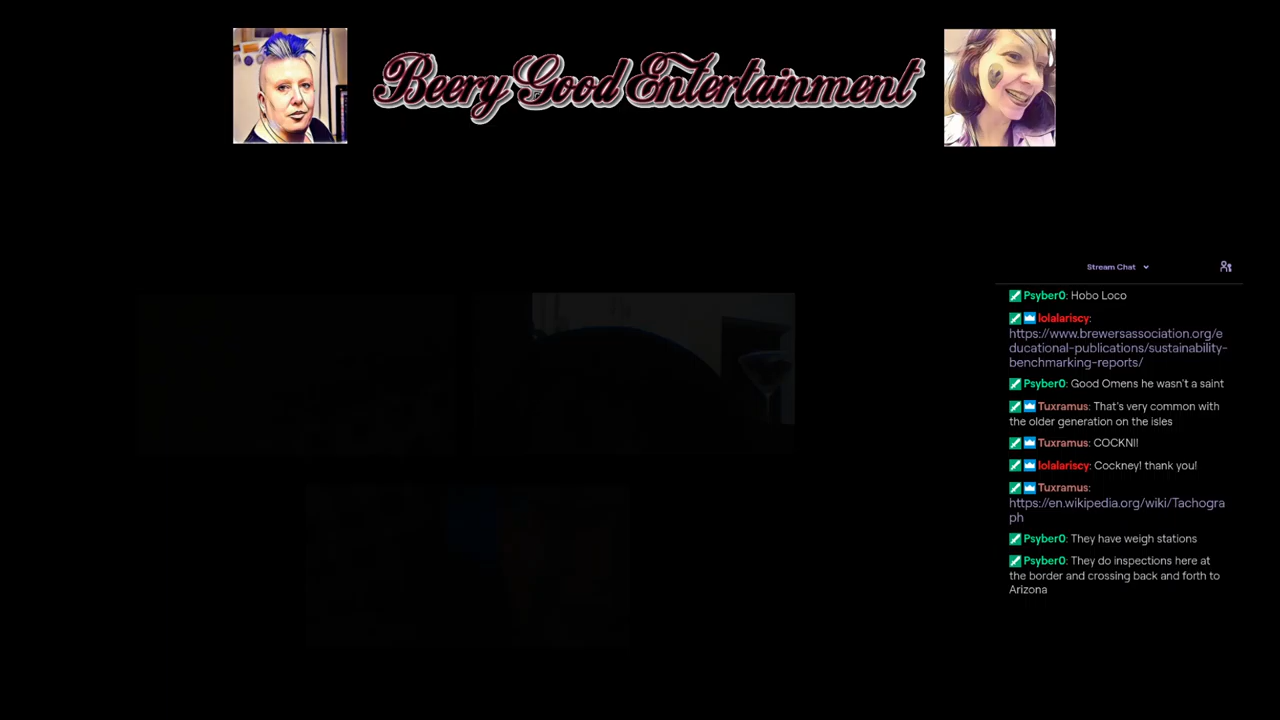 Beery Good Entertainment
Stream Chat
Psyber0: Hobo Loco
lolalariscy:
https://www.brewersassociation.org/e
ducational-publications/sustainability-
benchmarking-reports/
Psyber0: Good Omens he wasn't a saint
Tuxramus: That's very common with
the older generation on the isles
Tuxramus: COCKNI!!
lolalariscy: Cockney! thank you!
Tuxramus:
https://en.wikipedia.org/wiki/Tachogra
ph
Psyber0: They have weigh stations
Psyber0: They do inspections here at
the border and crossing back and forth to
Arizona